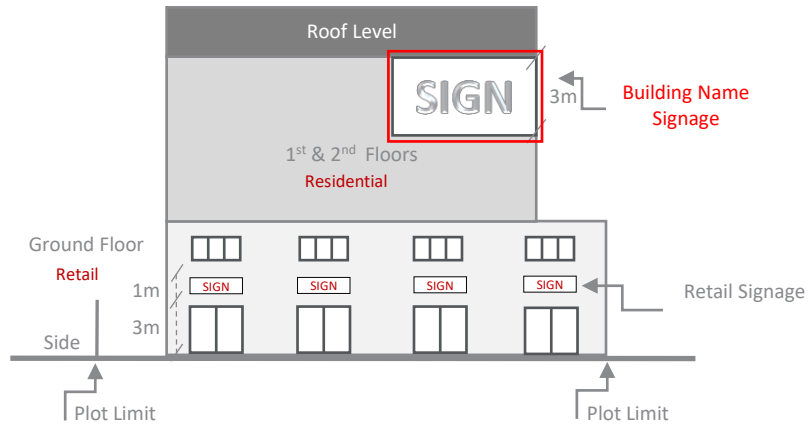 Roof Level
SIGN
3m
Building Name
Signage
1st & 2nd Floors
Residential
Ground Floor
Retail
1m
SIGN SIGN SIGN SIGN
Retail Signage
3m
Side
Plot Limit Plot Limit